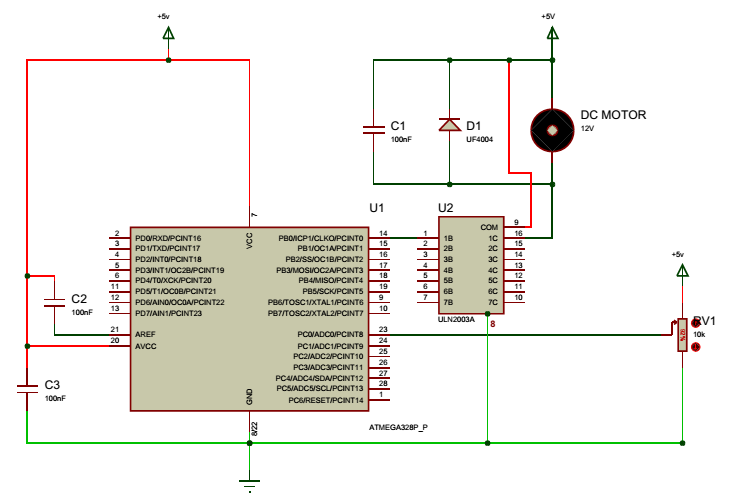 +5v
+5V
DC MOTOR
12V
C1
100nF
D1
UF4004
U1
U2
7
VCC
2 PD0/RXD/PCINT16
3 PD1/TXD/PCINT17
4 PD2/INT0/PCINT18
5 PD3/INT1/OC2B/PCINT19
6 PD4/T0/XCK/PCINT20
11 PD5/T1/OC0B/PCINT21
12 PD6/AIN0/OC0A/PCINT22
13 PD7/AIN1/PCINT23
21 AREF
20 AVCC
PB0/ICP1/CLKO/PCINT0 14
PB1/OC1A/PCINT1 15
PB2/SS/OC1B/PCINT2 16
PB3/MOSI/OC2A/PCINT3 17
PB4/MISO/PCINT4 18
PB5/SCK/PCINT5 19
PB6/TOSC1/XTAL1/PCINT6 9
PB7/TOSC2/XTAL2/PCINT7 10
PC0/ADC0/PCINT8 23
PC1/ADC1/PCINT9 24
PC2/ADC2/PCINT10 25
PC3/ADC3/PCINT11 26
PC4/ADC4/SDA/PCINT12 27
PC5/ADC5/SCL/PCINT13 28
PC6/RESET/PCINT14 1
GND
8/22
ATMEGA328P_P
COM 9
1 1B 1C 16
2 2B 2C 15
3 3B 3C 14
4 4B 4C 13
5 5B 5C 12
6 6B 6C 11
7 7B 7C 10
ULN2003A
8
C2
100nF
C3
100nF
+5v
RV1
10k